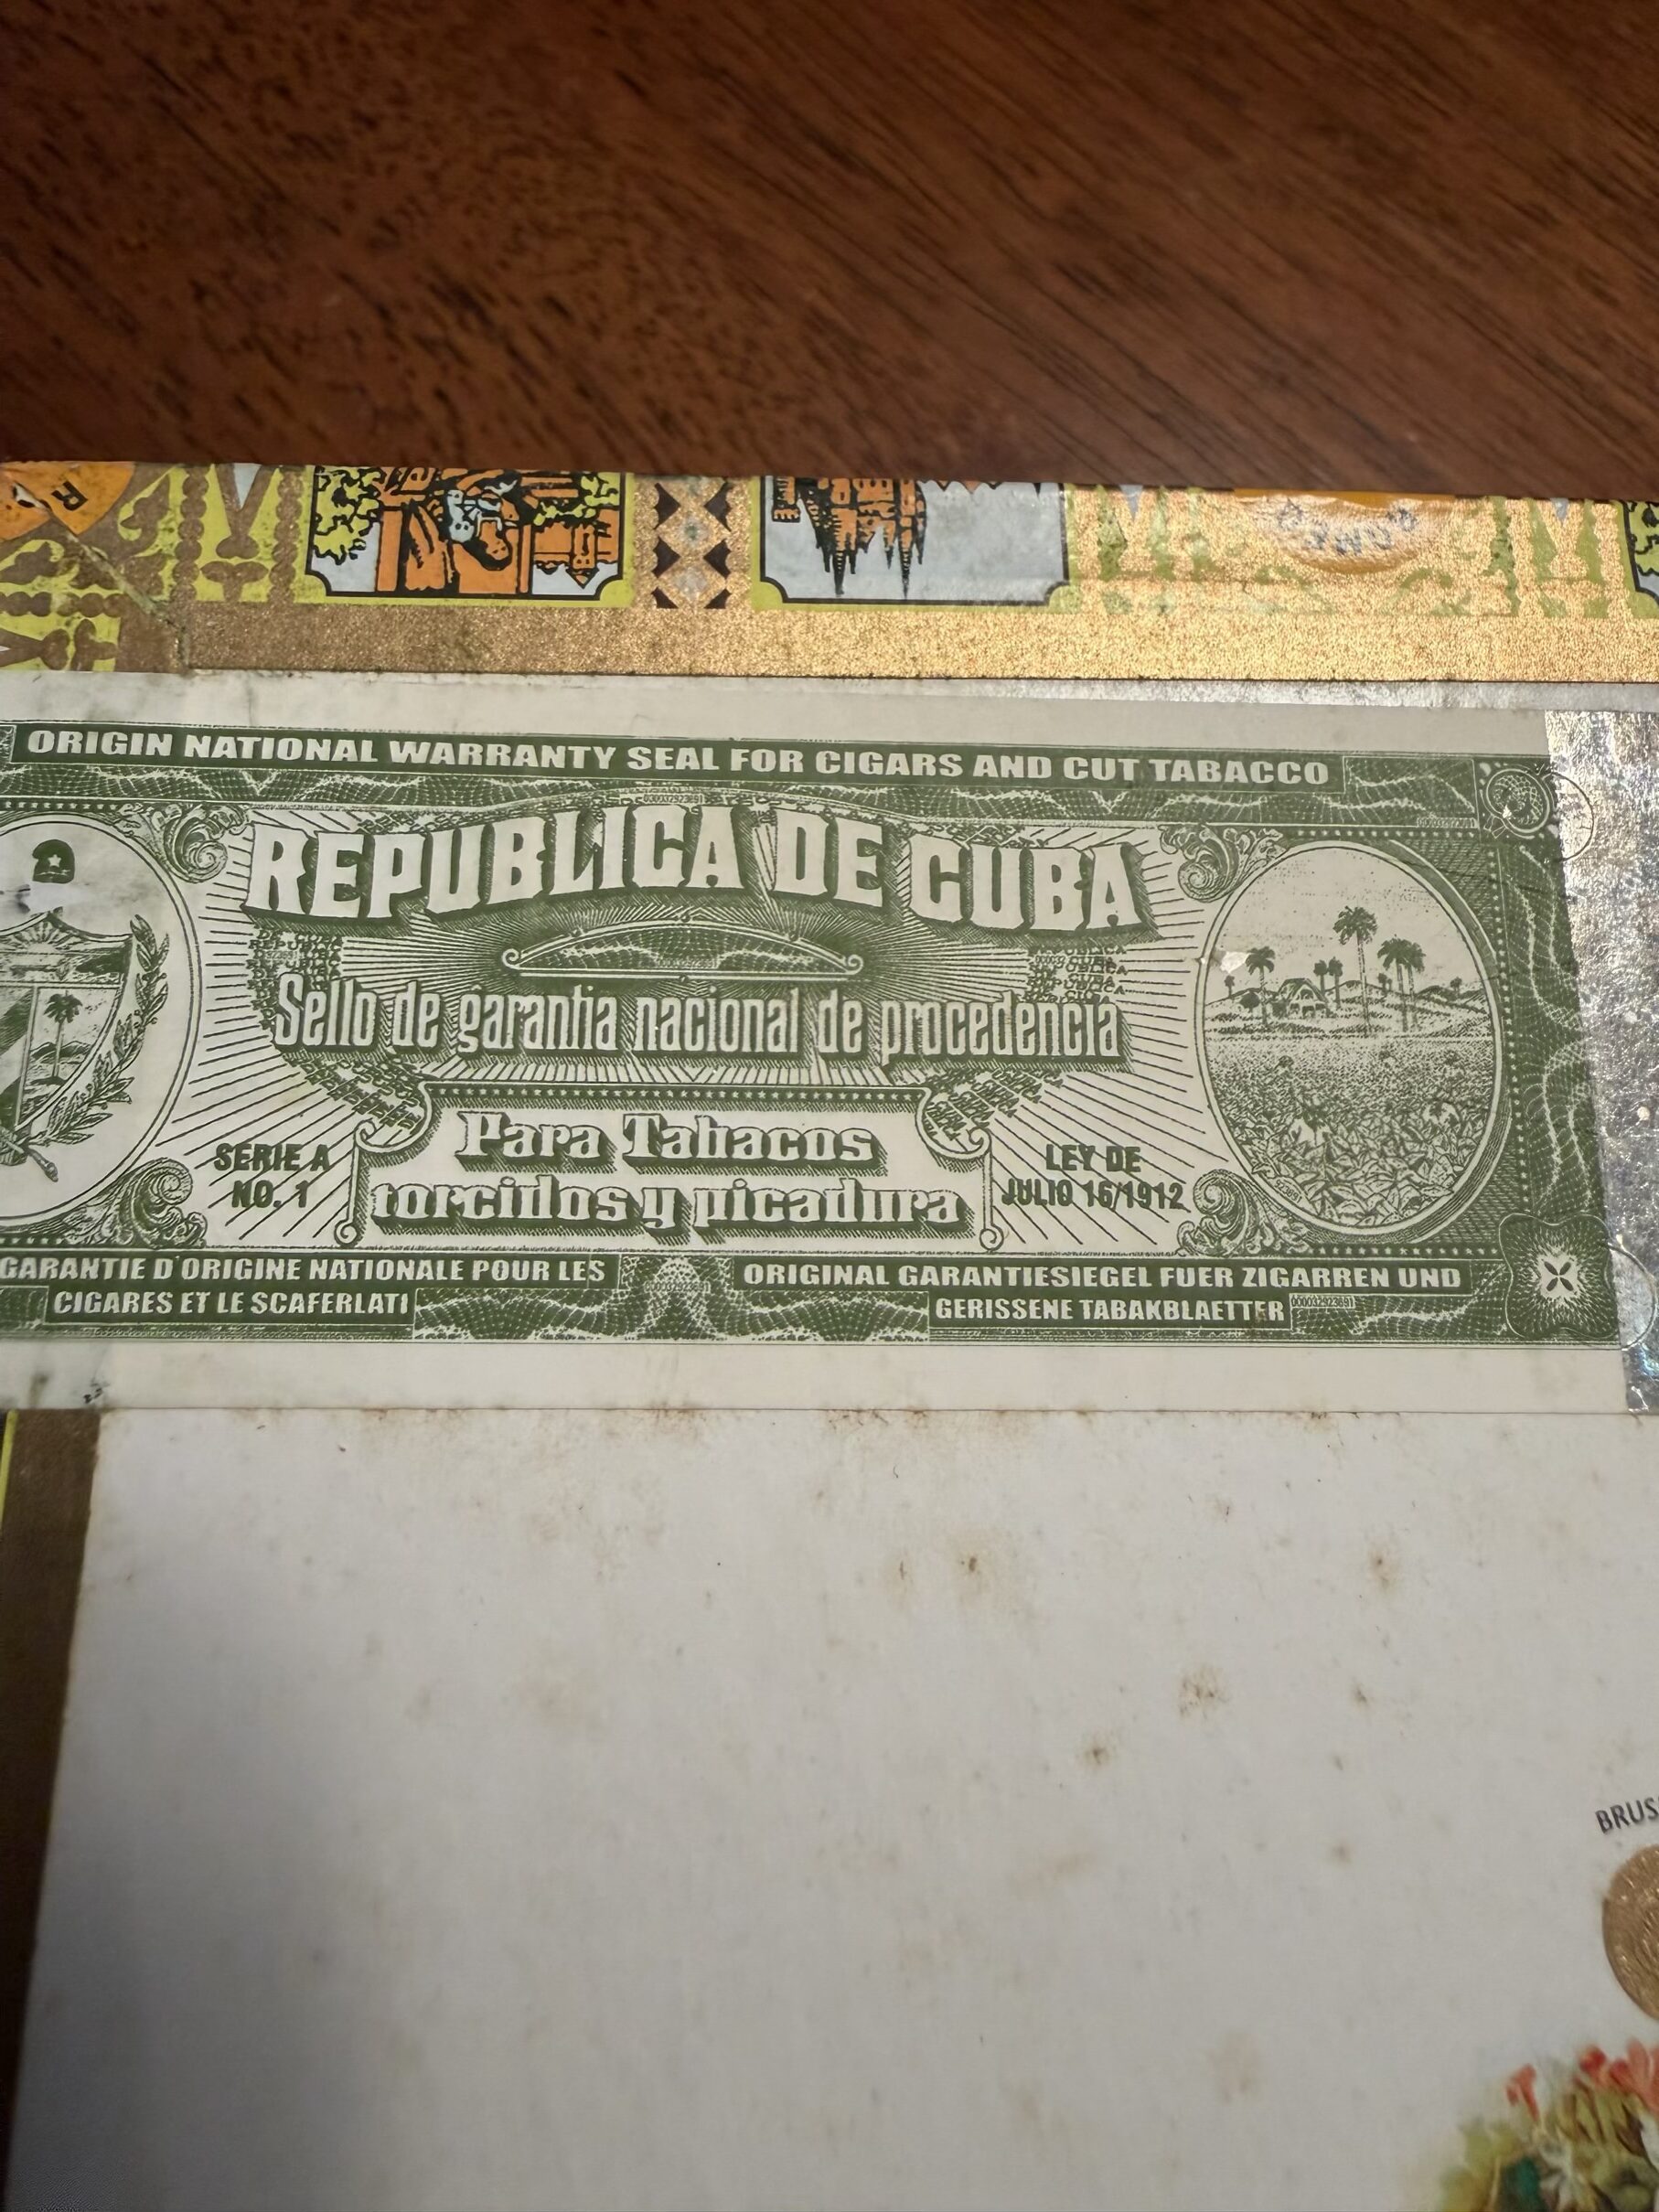 R
ORIGIN NATIONAL WARRANTY SEAL FOR CIGARS AND CUT TABACCO
REPUBLICA DE CUBA
Sello de garantia nacional de procedencia
Para Tabacos
torcidos y picadura
SERIE A
NO. 1
LEY DE
JULIO 16/1912
GARANTIE D'ORIGINE NATIONALE POUR LES
CIGARES ET LE SCAFERLATI
ORIGINAL GARANTIESIEGEL FUER ZIGARREN UND
GERISSENE TABAKBLAETTER
BRUS